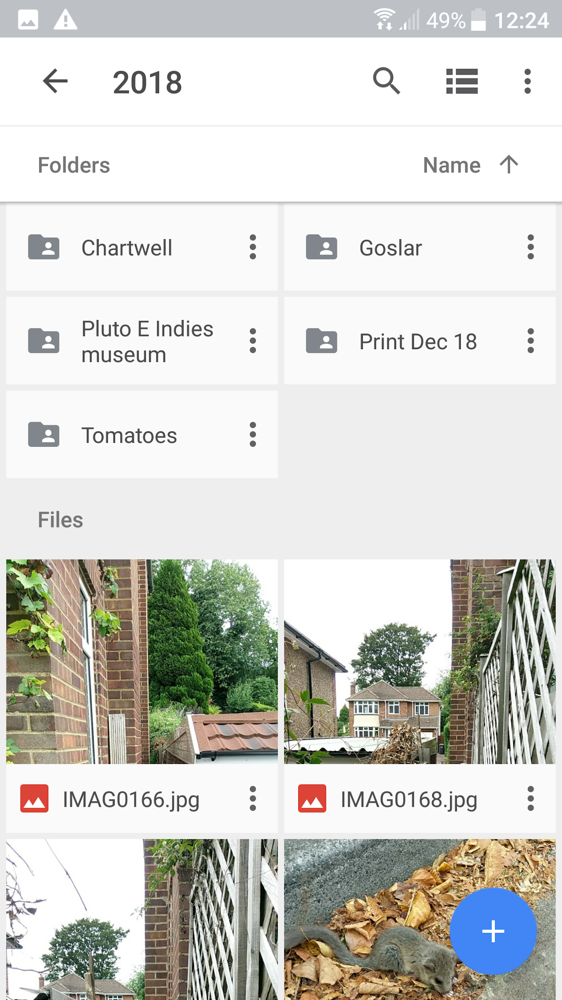 49% 12:24
2018
Folders Name
Chartwell Goslar
Pluto E Indies
museum
Print Dec 18
Tomatoes
Files
IMAG0166.jpg IMAG0168.jpg